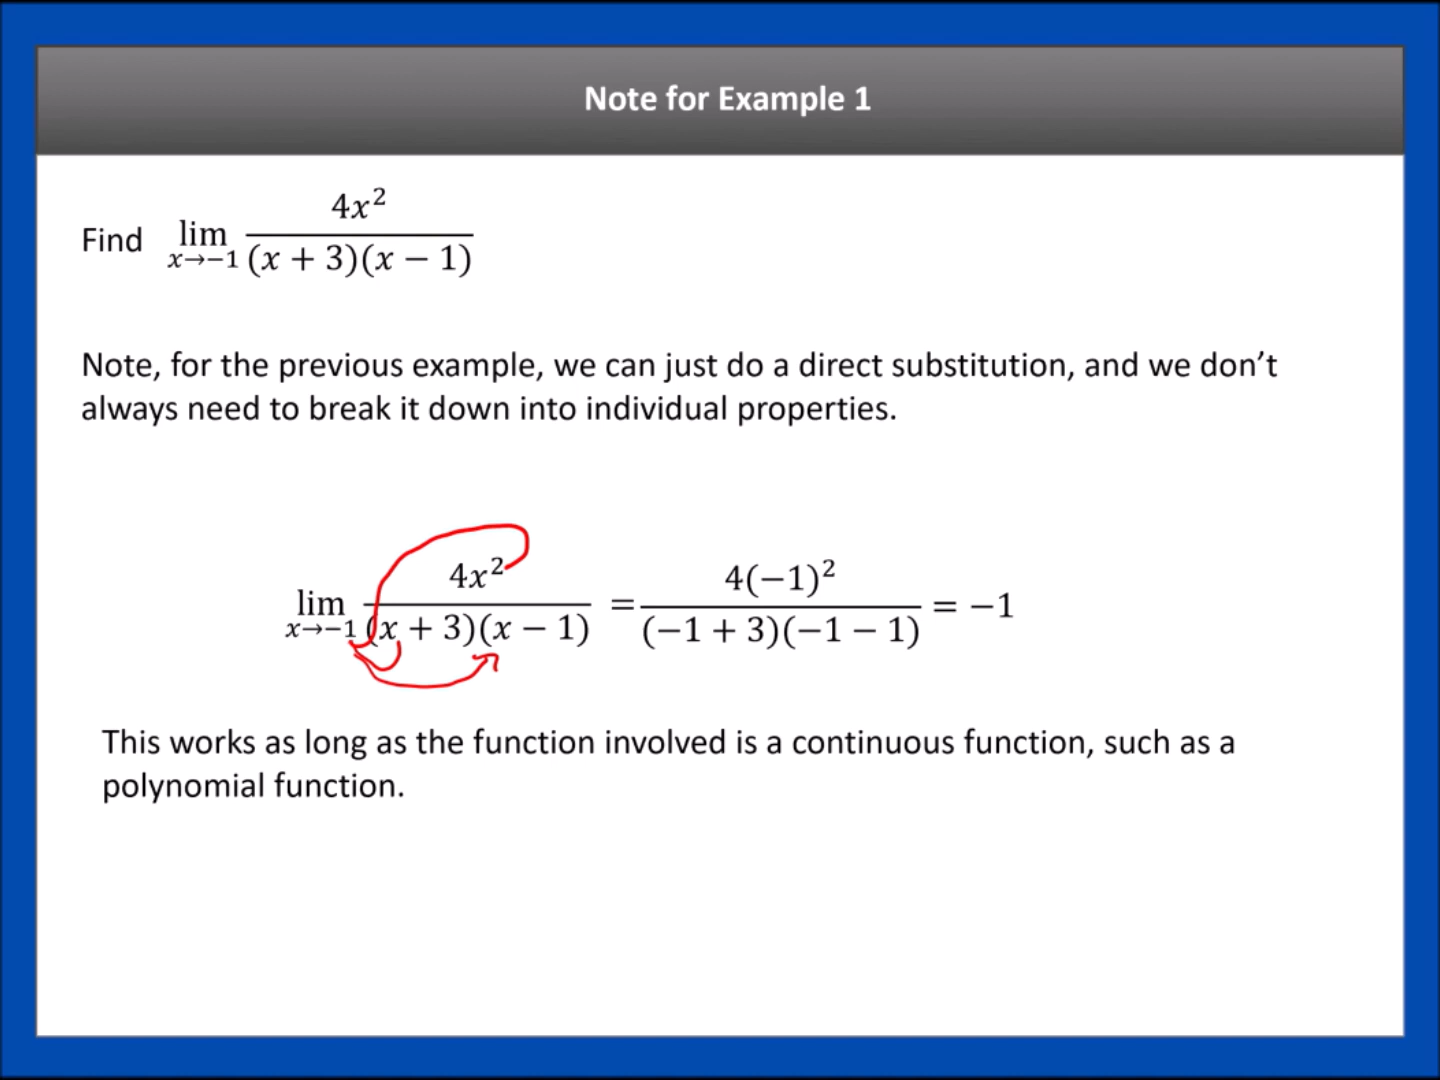 Note for Example 1
Find lim x→−1 4x² / (x + 3)(x − 1)
Note, for the previous example, we can just do a direct substitution, and we don’t
always need to break it down into individual properties.
lim x→−1 4x² / (x + 3)(x − 1) = 4(−1)² / (−1 + 3)(−1 − 1) = −1
This works as long as the function involved is a continuous function, such as a
polynomial function.